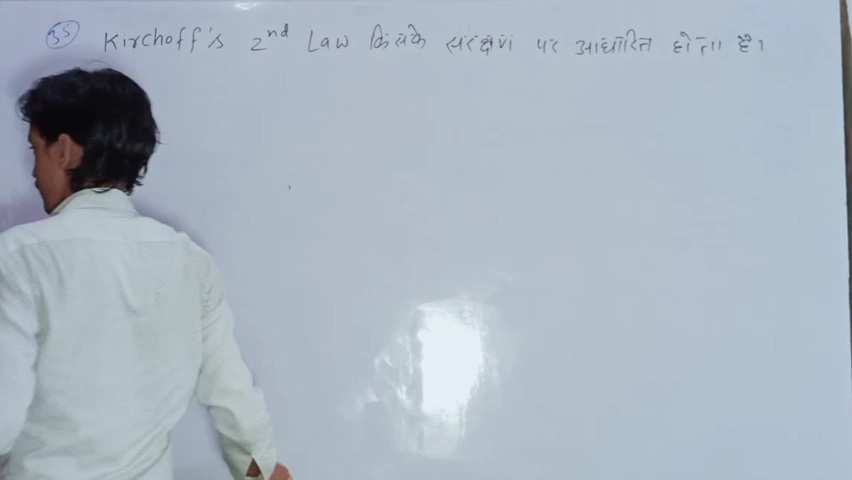 35 Kirchoff's 2nd Law किसके संरक्षण पर आधारित होता है।